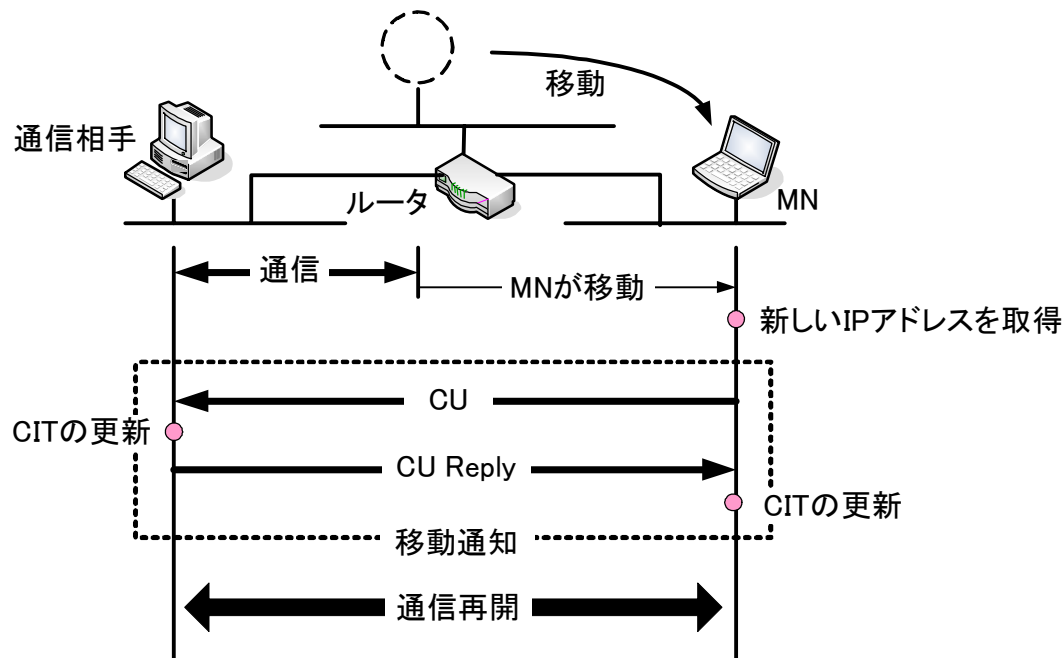 移動
通信相手
ルータ
MN
通信
MNが移動
新しいIPアドレスを取得
CU
CITの更新
CU Reply
CITの更新
移動通知
通信再開